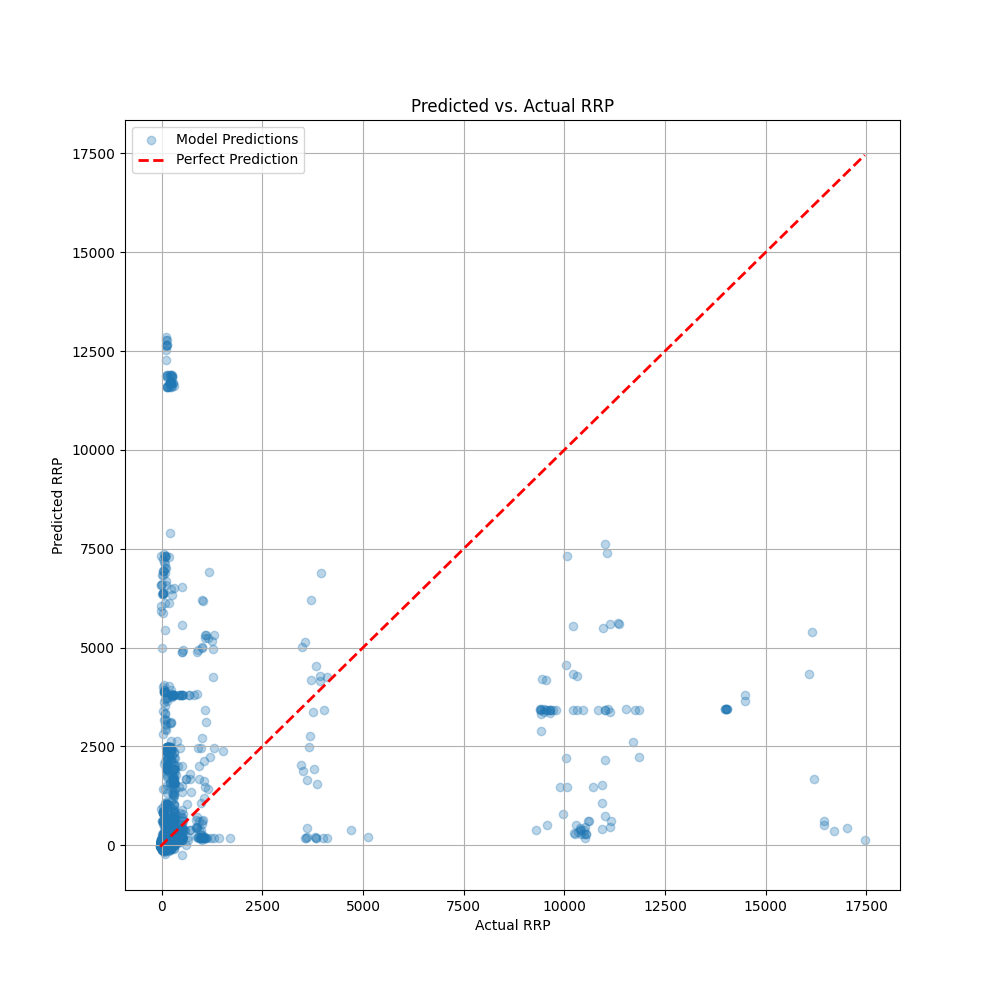 Predicted vs. Actual RRP
Model Predictions
Perfect Prediction
17500
15000
12500
10000
7500
5000
2500
0
Predicted RRP
0 2500 5000 7500 10000 12500 15000 17500
Actual RRP